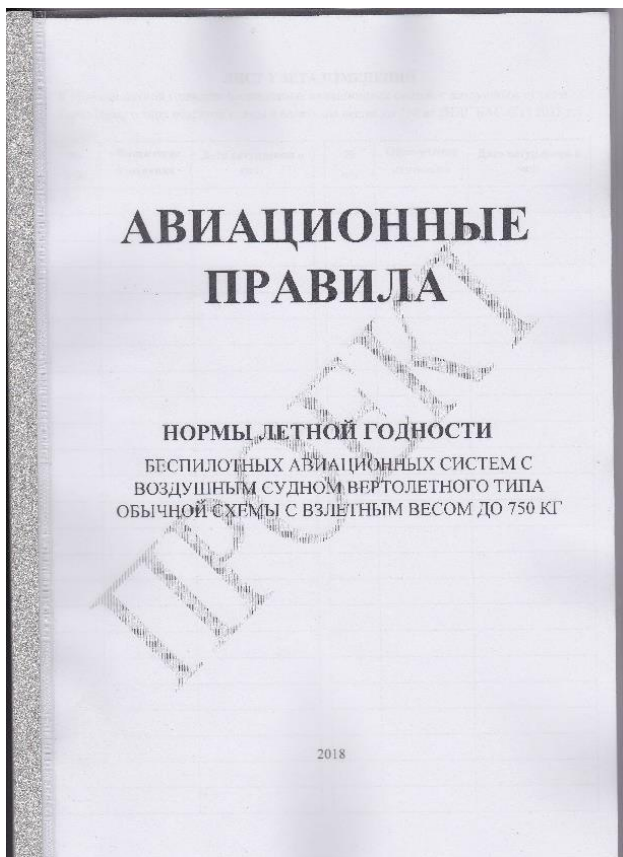 АВИАЦИОННЫЕ
ПРАВИЛА
НОРМЫ ЛЕТНОЙ ГОДНОСТИ
БЕСПИЛОТНЫХ АВИАЦИОННЫХ СИСТЕМ С
ВОЗДУШНЫМ СУДНОМ ВЕРТОЛЕТНОГО ТИПА
ОБЫЧНОЙ СХЕМЫ С ВЗЛЕТНЫМ ВЕСОМ ДО 750 КГ
ПРОЕКТ
2018